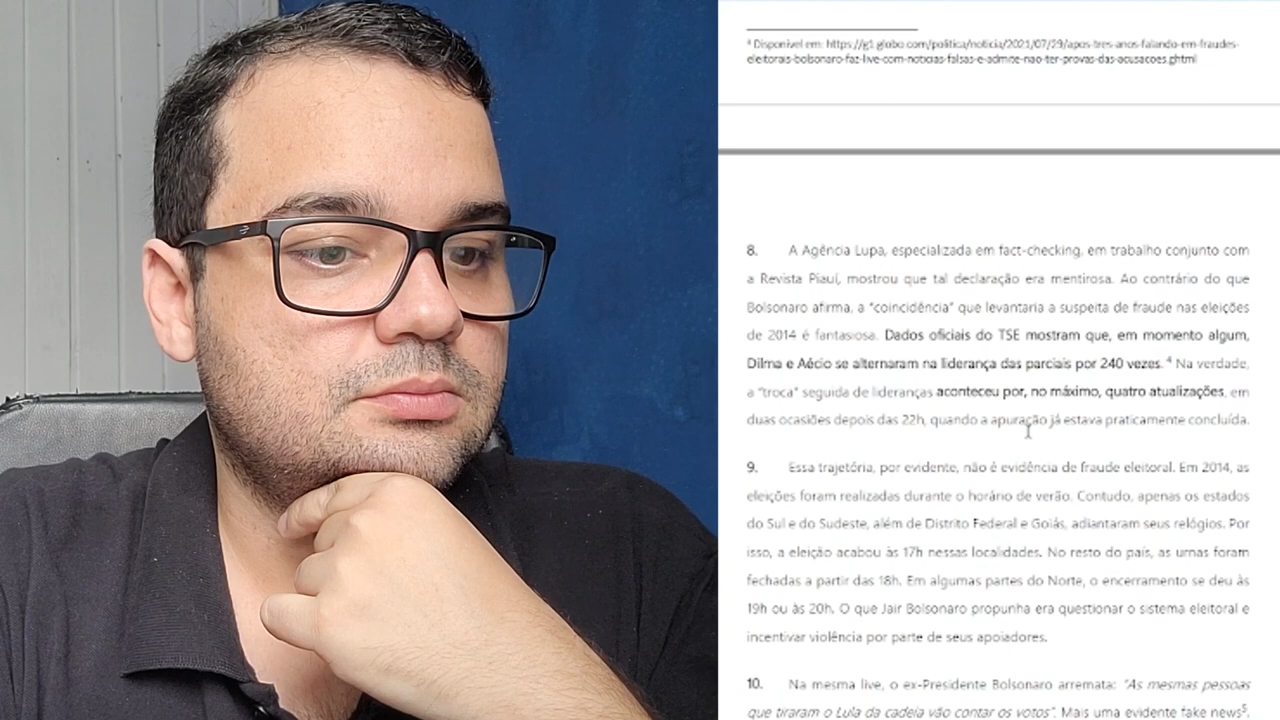 ³ Disponível em: https://g1.globo.com/politica/noticia/2021/07/29/apos-tres-anos-falando-em-fraudes-
eleitorais-bolsonaro-faz-live-com-noticias-falsas-e-admite-nao-ter-provas-das-acusacoes.ghtml
8. A Agência Lupa, especializada em fact-checking, em trabalho conjunto com
a Revista Piauí, mostrou que tal declaração era mentirosa. Ao contrário do que
Bolsonaro afirma, a “coincidência” que levantaria a suspeita de fraude nas eleições
de 2014 é fantasiosa. Dados oficiais do TSE mostram que, em momento algum,
Dilma e Aécio se alternaram na liderança das parciais por 240 vezes. ⁴ Na verdade,
a “troca” seguida de lideranças aconteceu por, no máximo, quatro atualizações, em
duas ocasiões depois das 22h, quando a apuração já estava praticamente concluída.
9. Essa trajetória, por evidente, não é evidência de fraude eleitoral. Em 2014, as
eleições foram realizadas durante o horário de verão. Contudo, apenas os estados
do Sul e do Sudeste, além de Distrito Federal e Goiás, adiantaram seus relógios. Por
isso, a eleição acabou às 17h nessas localidades. No resto do país, as urnas foram
fechadas a partir das 18h. Em algumas partes do Norte, o encerramento se deu às
19h ou às 20h. O que Jair Bolsonaro propunha era questionar o sistema eleitoral e
incentivar violência por parte de seus apoiadores.
10. Na mesma live, o ex-Presidente Bolsonaro arremata: “As mesmas pessoas
que tiraram o Lula da cadeia vão contar os votos”. Mais uma evidente fake news⁵.